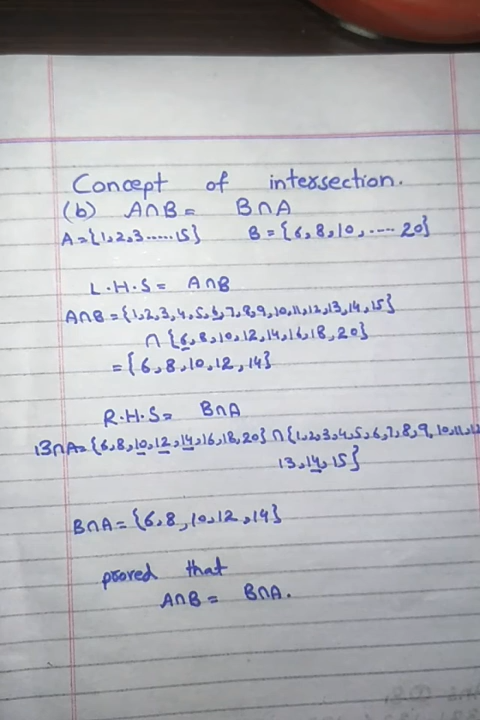 Concept of intersection.
(b) A∩B = B∩A
A={1,2,3......15} B={6,8,10,.... 20}
L.H.S = A∩B
A∩B={1,2,3,4,5,6,7,8,9,10,11,12,13,14,15}
∩ {6,8,10,12,14,16,18,20}
={6,8,10,12,14}
R.H.S= B∩A
B∩A={6,8,10,12,14,16,18,20}∩{1,2,3,4,5,6,7,8,9,10,11,12
13,14,15}
B∩A={6,8,10,12,14}
proved that
A∩B = B∩A.